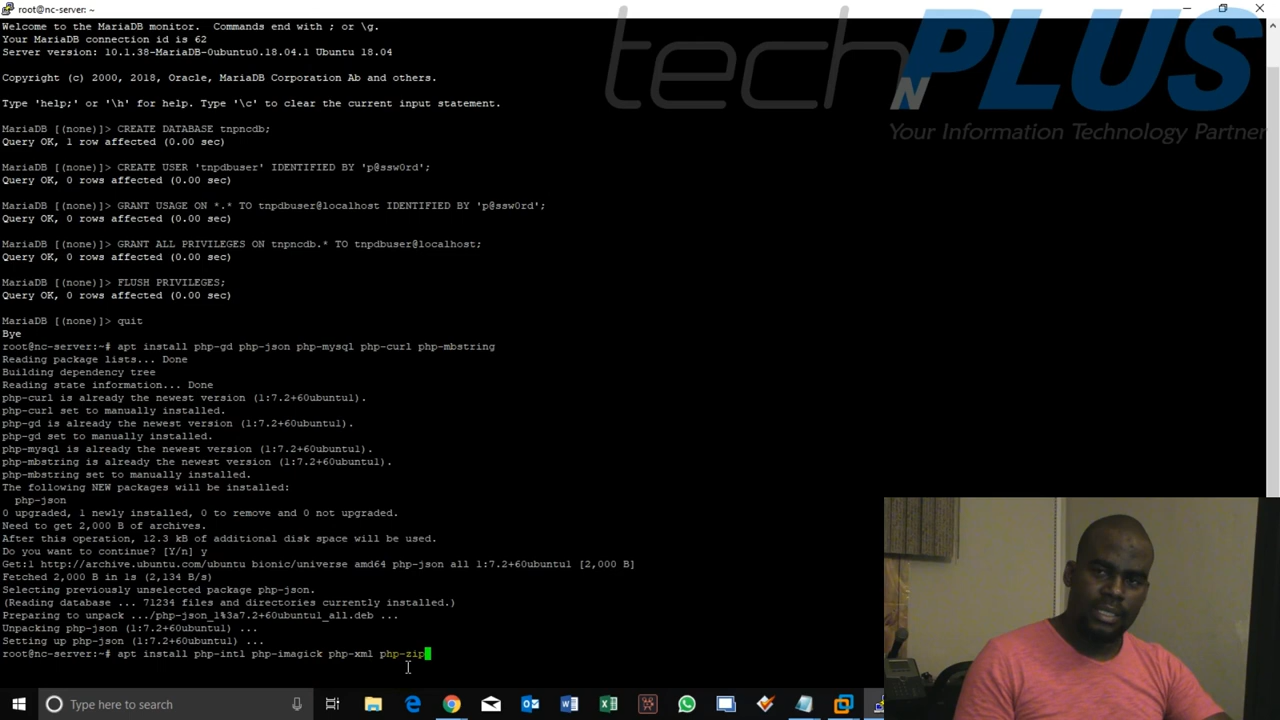 root@nc-server: ~
Welcome to the MariaDB monitor.  Commands end with ; or \g.
Your MariaDB connection id is 62
Server version: 10.1.38-MariaDB-0ubuntu0.18.04.1 Ubuntu 18.04
Copyright (c) 2000, 2018, Oracle, MariaDB Corporation Ab and others.
Type 'help;' or '\h' for help. Type '\c' to clear the current input statement.
MariaDB [(none)]> CREATE DATABASE tnpncdb;
Query OK, 1 row affected (0.00 sec)
MariaDB [(none)]> CREATE USER 'tnpdbuser' IDENTIFIED BY 'p@ssw0rd';
Query OK, 0 rows affected (0.00 sec)
MariaDB [(none)]> GRANT USAGE ON *.* TO tnpdbuser@localhost IDENTIFIED BY 'p@ssw0rd';
Query OK, 0 rows affected (0.00 sec)
MariaDB [(none)]> GRANT ALL PRIVILEGES ON tnpncdb.* TO tnpdbuser@localhost;
Query OK, 0 rows affected (0.00 sec)
MariaDB [(none)]> FLUSH PRIVILEGES;
Query OK, 0 rows affected (0.00 sec)
MariaDB [(none)]> quit
Bye
root@nc-server:~# apt install php-gd php-json php-mysql php-curl php-mbstring
Reading package lists... Done
Building dependency tree
Reading state information... Done
php-curl is already the newest version (1:7.2+60ubuntu1).
php-curl set to manually installed.
php-gd is already the newest version (1:7.2+60ubuntu1).
php-gd set to manually installed.
php-mysql is already the newest version (1:7.2+60ubuntu1).
php-mbstring is already the newest version (1:7.2+60ubuntu1).
php-mbstring set to manually installed.
The following NEW packages will be installed:
php-json
0 upgraded, 1 newly installed, 0 to remove and 0 not upgraded.
Need to get 2,000 B of archives.
After this operation, 12.3 kB of additional disk space will be used.
Do you want to continue? [Y/n] y
Get:1 http://archive.ubuntu.com/ubuntu bionic/universe amd64 php-json all 1:7.2+60ubuntu1 [2,000 B]
Fetched 2,000 B in 1s (2,134 B/s)
Selecting previously unselected package php-json.
(Reading database ... 71234 files and directories currently installed.)
Preparing to unpack .../php-json_1%3a7.2+60ubuntu1_all.deb ...
Unpacking php-json (1:7.2+60ubuntu1) ...
Setting up php-json (1:7.2+60ubuntu1) ...
root@nc-server:~# apt install php-intl php-imagick php-xml php-zip
tech N PLUS
Your Information Technology Partner
Type here to search